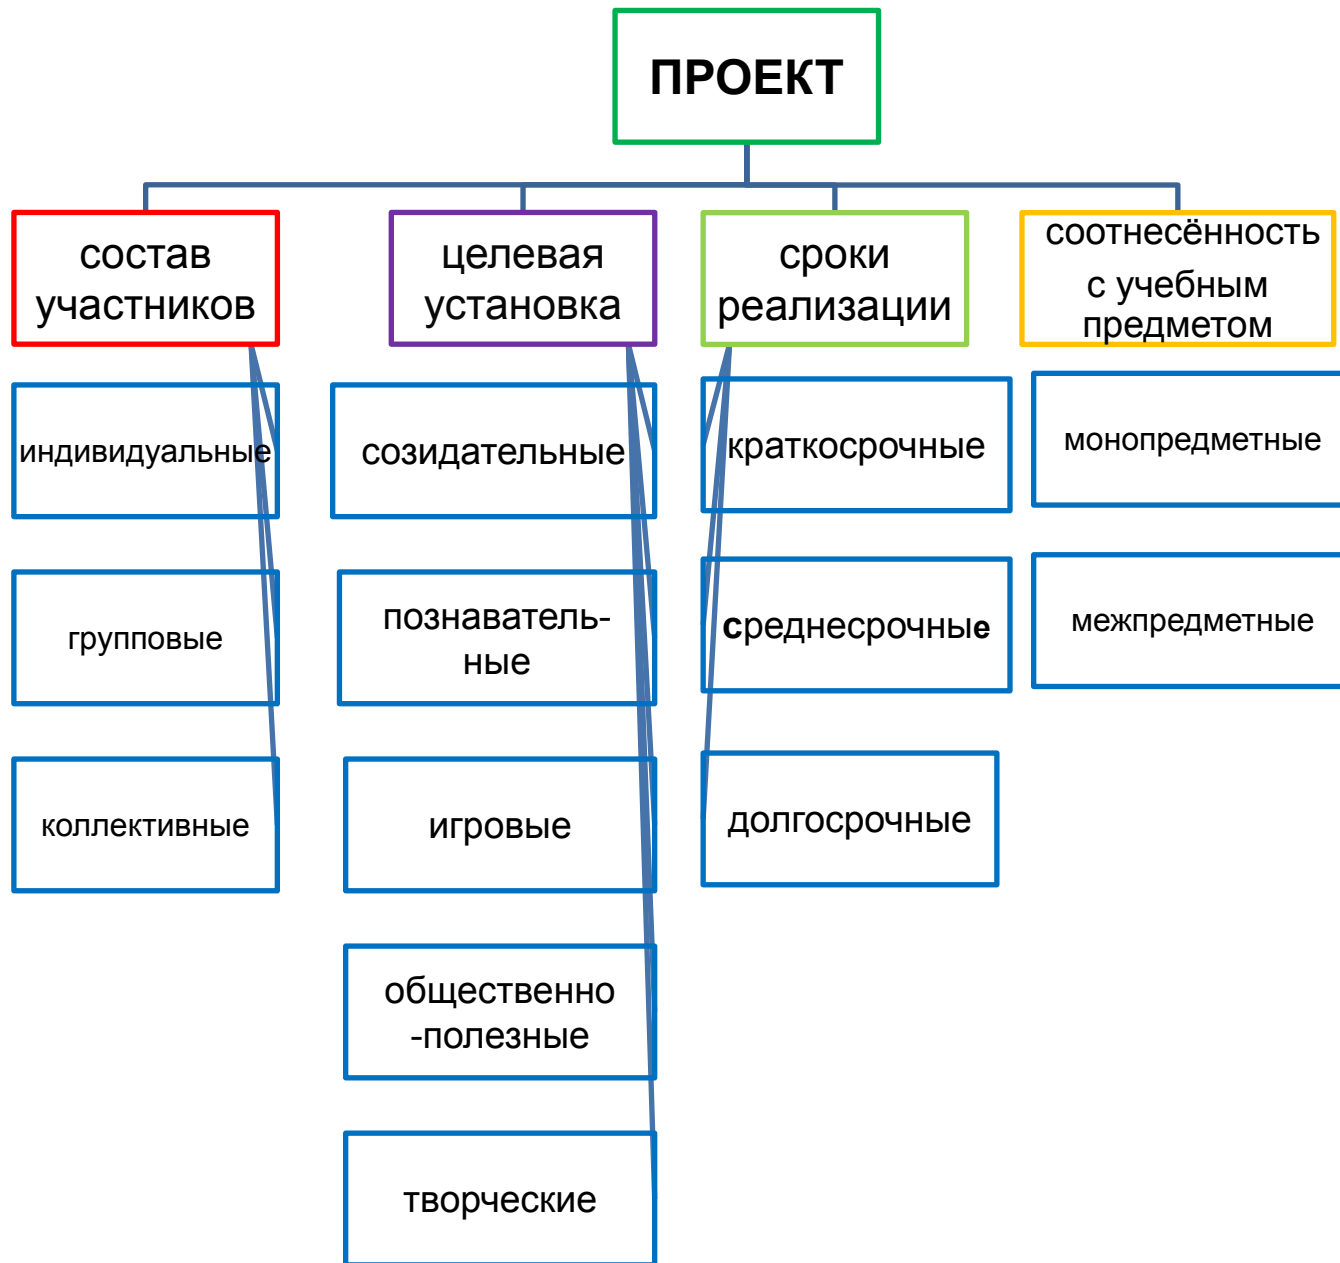 ПРОЕКТ
состав
участников
целевая
установка
сроки
реализации
соотнесённость
с учебным
предметом
индивидуальные
групповые
коллективные
созидательные
познаватель-
ные
игровые
общественно
-полезные
творческие
краткосрочные
среднесрочные
долгосрочные
монопредметные
межпредметные